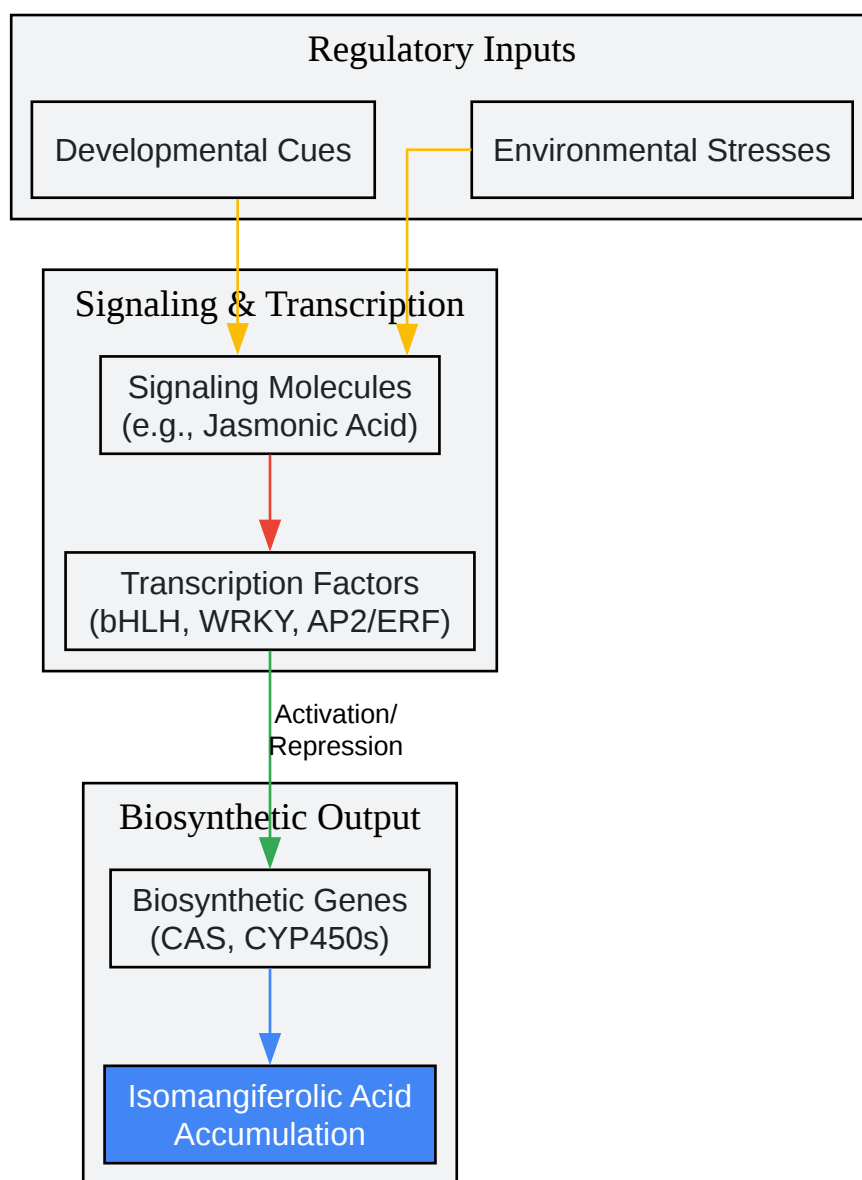 Regulatory Inputs
Developmental Cues
Environmental Stresses
Signaling & Transcription
Signaling Molecules
(e.g., Jasmonic Acid)
Transcription Factors
(bHLH, WRKY, AP2/ERF)
Activation/
Repression
Biosynthetic Output
Biosynthetic Genes
(CAS, CYP450s)
Isomangiferolic Acid
Accumulation